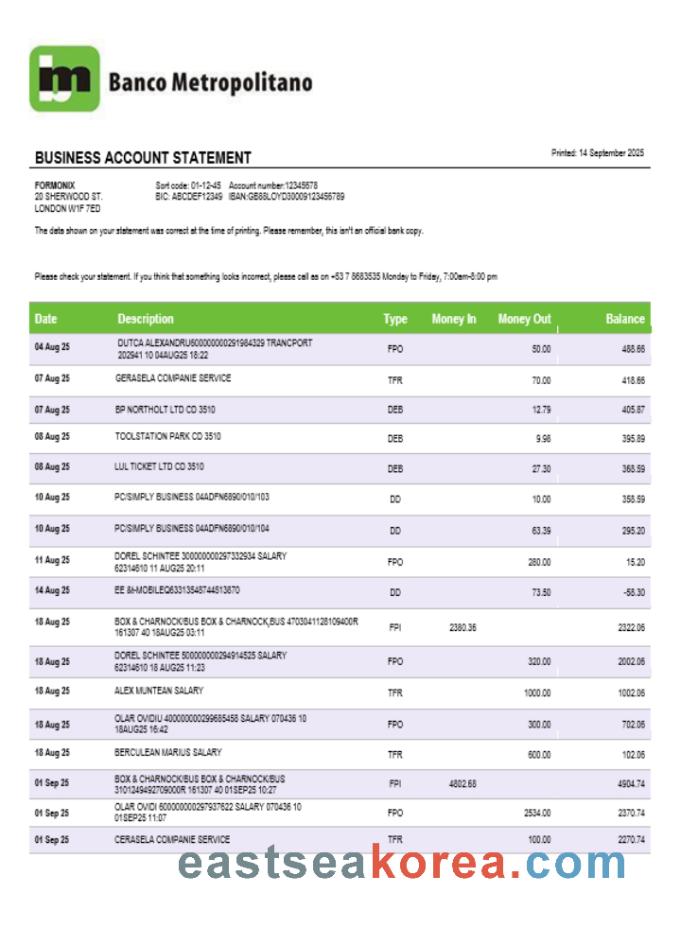 bm Banco Metropolitano
BUSINESS ACCOUNT STATEMENT
Printed: 14 September 2025
FORMONIX
20 SHERWOOD ST.
LONDON W1F 7ED
Sort code: 01-12-45 Account number:12345678
BIC: ABCDEF12349 IBAN:GB88LOYD30009123456789
The data shown on your statement was correct at the time of printing. Please remember, this isn't an official bank copy.
Please check your statement. If you think that something looks incorrect, please call as on +53 7 8683535 Monday to Friday, 7:00am-8:00 pm
Date Description Type Money In Money Out Balance
04 Aug 25 DUTCA ALEXANDRU600000000291984329 TRANCPORT FPO 50.00 488.66
202941 10 04AUG25 18:22
07 Aug 25 GERASELA COMPANIE SERVICE TFR 70.00 418.66
07 Aug 25 BP NORTHOLT LTD CD 3510 DEB 12.79 405.87
08 Aug 25 TOOLSTATION PARK CD 3510 DEB 9.98 395.89
08 Aug 25 LUL TICKET LTD CD 3510 DEB 27.30 368.59
10 Aug 25 PC/SIMPLY BUSINESS 04ADFN6890/010/103 DD 10.00 358.59
10 Aug 25 PC/SIMPLY BUSINESS 04ADFN6890/010/104 DD 63.39 295.20
11 Aug 25 DOREL SCHINTEE 300000000297332934 SALARY FPO 280.00 15.20
62314610 11 AUG25 20:11
14 Aug 25 EE &I-MOBILEQ63313548744513870 DD 73.50 -58.30
18 Aug 25 BOX & CHARNOCK/BUS BOX & CHARNOCK,BUS 4703041128109400R FPI 2380.36 2322.06
161307 40 18AUG25 03:11
18 Aug 25 DOREL SCHINTEE 500000000294914525 SALARY FPO 320.00 2002.06
62314610 18 AUG25 11:23
18 Aug 25 ALEX MUNTEAN SALARY TFR 1000.00 1002.06
18 Aug 25 OLAR OVIDIU 400000000299685458 SALARY 070436 10 FPO 300.00 702.06
18AUG25 16:42
18 Aug 25 BERCULEAN MARIUS SALARY TFR 600.00 102.06
01 Sep 25 BOX & CHARNOCK/BUS BOX & CHARNOCK/BUS FPI 4802.68 4904.74
3101249492709000R 161307 40 01SEP25 10:27
01 Sep 25 OLAR OVIDI 600000000297937622 SALARY 070436 10 FPO 2534.00 2370.74
01SEP25 11:07
01 Sep 25 CERASELA COMPANIE SERVICE TFR 100.00 2270.74
eastseakorea.com